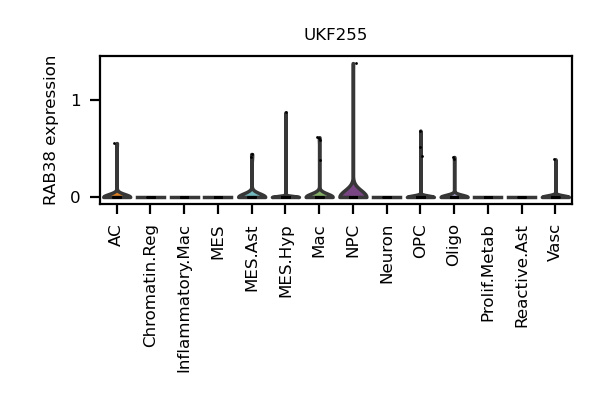 UKF255
RAB38 expression
1
0
AC
Chromatin.Reg
Inflammatory.Mac
MES
MES.Ast
MES.Hyp
Mac
NPC
Neuron
OPC
Oligo
Prolif.Metab
Reactive.Ast
Vasc